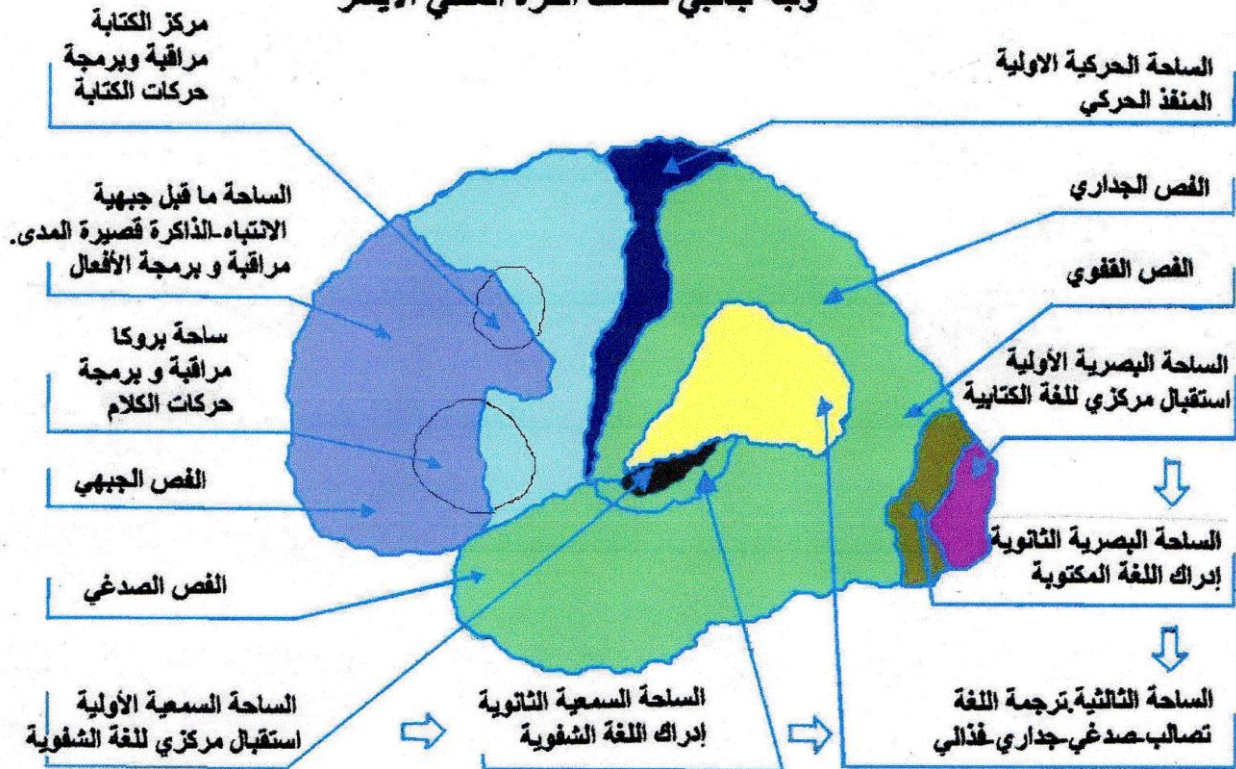 مركز الكتابة
مراقبة وبرمجة
حركات الكتابة
الساحة الحركية الاولية
المنفذ الحركي
الفص الجداري
الساحة ما قبل جبهية
الانتباه-الذاكرة قصيرة المدى.
مراقبة و برمجة الأفعال
الفص القفوي
ساحة بروكا
مراقبة و برمجة
حركات الكلام
الساحة البصرية الأولية
استقبال مركزي للغة الكتابية
الفص الجبهي
الساحة البصرية الثانوية
إدراك اللغة المكتوبة
الفص الصدغي
الساحة الثالثية.ترجمة اللغة
تصالب-صدغي-جداري-قذالي
الساحة السمعية الثانوية
إدراك اللغة الشفوية
الساحة السمعية الأولية
استقبال مركزي للغة الشفوية